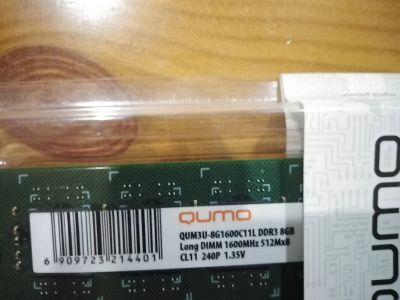 QUMO
QUM3U-8G1600C11L DDR3 8GB
Long DIMM 1600MHz 512Mx8
CL11 240P 1.35V
6 909723 214401
qumo